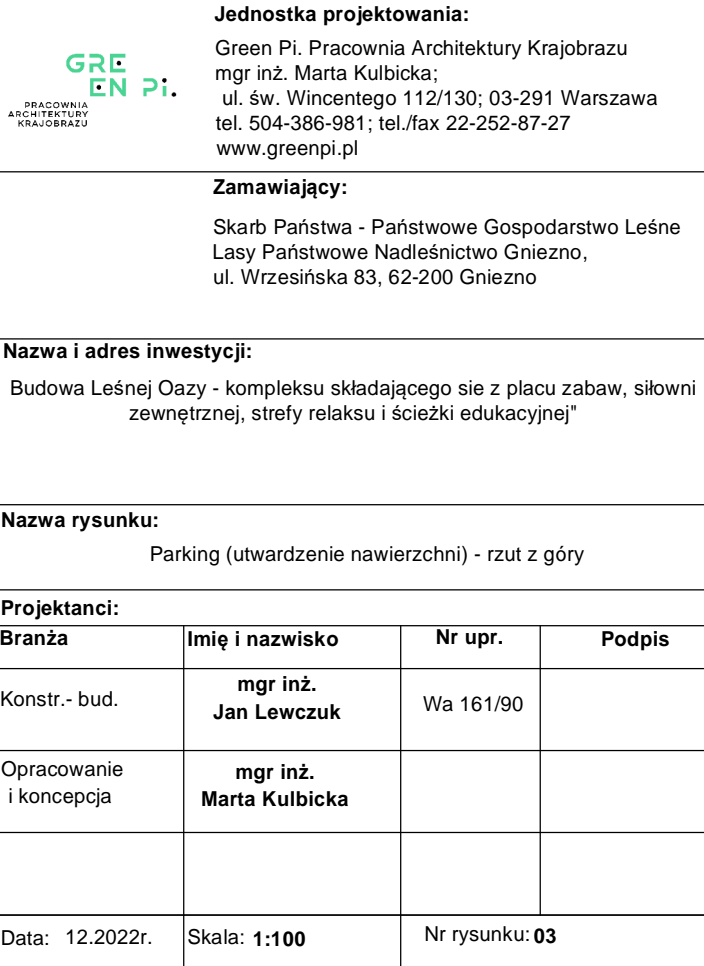 GRE
EN Pi.
PRACOWNIA
ARCHITEKTURY
KRAJOBRAZU
Jednostka projektowania:
Green Pi. Pracownia Architektury Krajobrazu
mgr inż. Marta Kulbicka;
ul. św. Wincentego 112/130; 03-291 Warszawa
tel. 504-386-981; tel./fax 22-252-87-27
www.greenpi.pl
Zamawiający:
Skarb Państwa - Państwowe Gospodarstwo Leśne
Lasy Państwowe Nadleśnictwo Gniezno,
ul. Wrzesińska 83, 62-200 Gniezno
Nazwa i adres inwestycji:
Budowa Leśnej Oazy - kompleksu składającego sie z placu zabaw, siłowni
zewnętrznej, strefy relaksu i ścieżki edukacyjnej"
Nazwa rysunku:
Parking (utwardzenie nawierzchni) - rzut z góry
Projektanci:
Branża Imię i nazwisko Nr upr. Podpis
Konstr.- bud. mgr inż.
Jan Lewczuk Wa 161/90
Opracowanie
i koncepcja mgr inż.
Marta Kulbicka
Data: 12.2022r. Skala: 1:100 Nr rysunku: 03